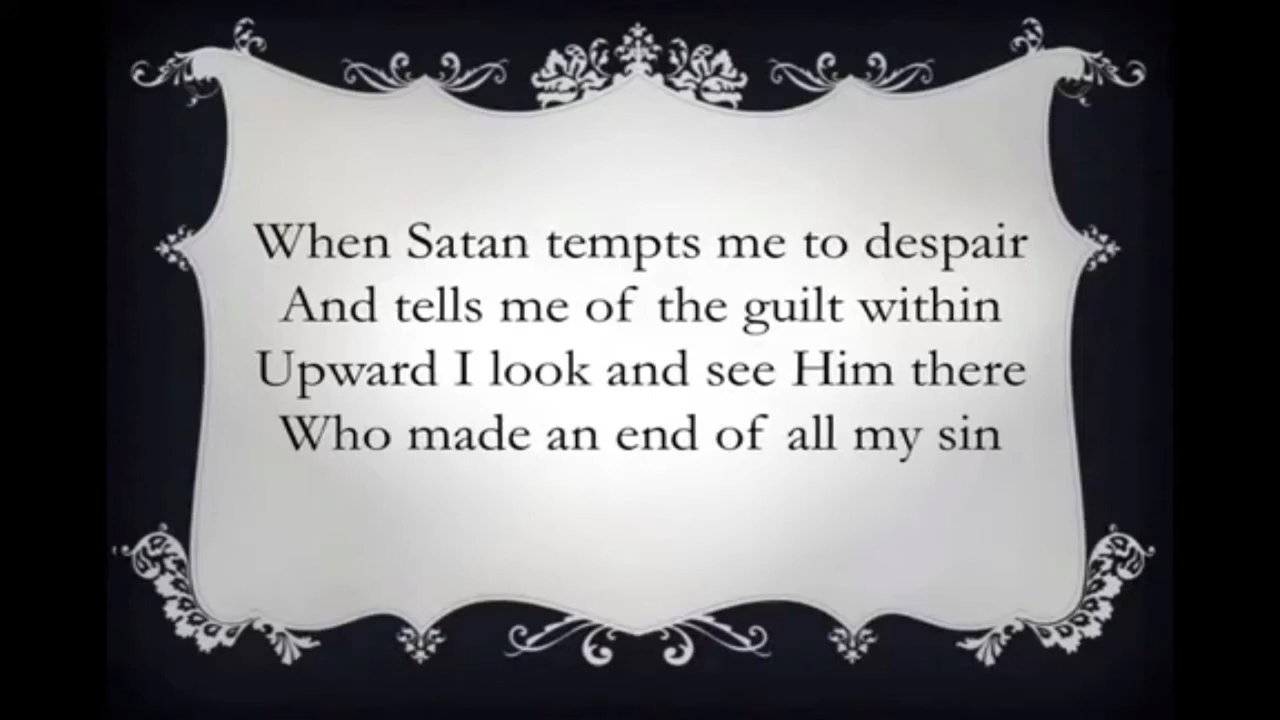 When Satan tempts me to despair
And tells me of the guilt within
Upward I look and see Him there
Who made an end of all my sin